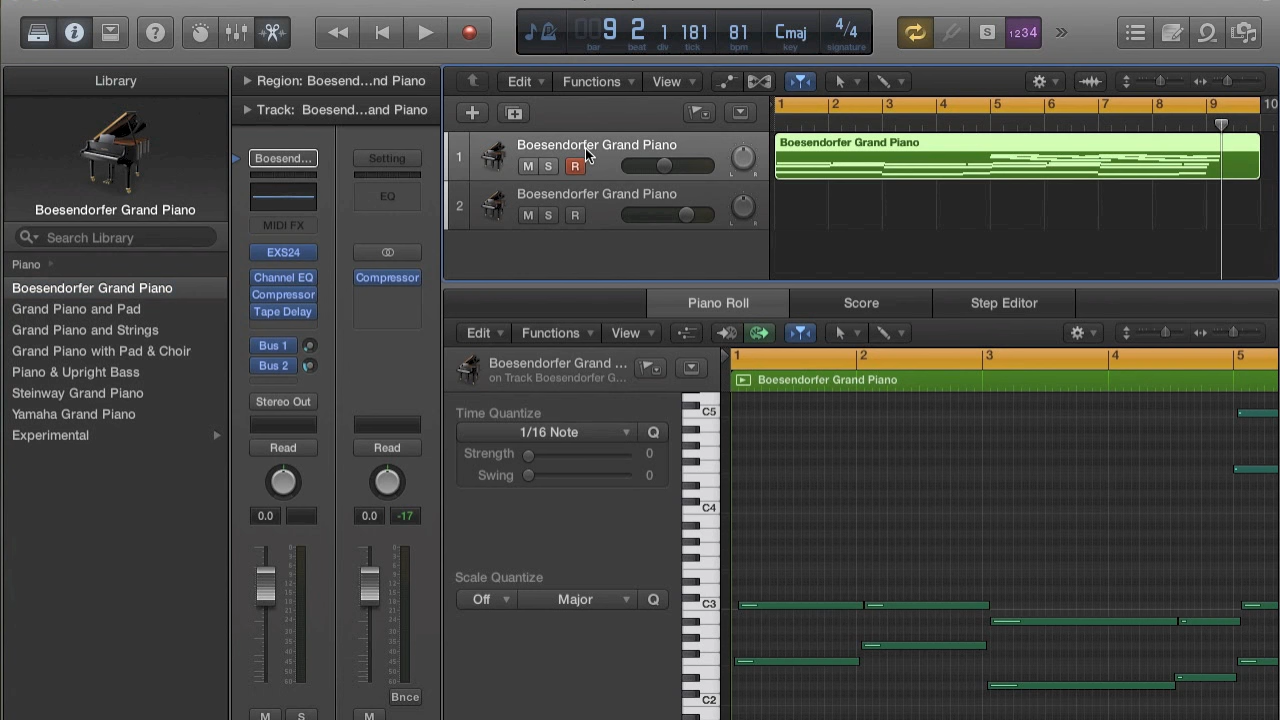 9 2 1 181 81 Cmaj 4/4
bar beat div tick bpm key signature
S 1234
Library
Region: Boesend...nd Piano
Edit Functions View
Track: Boesend...and Piano
1 2 3 4 5 6 7 8 9 10
Boesendorfer Grand Piano
Search Library
Piano
Boesendorfer Grand Piano
Grand Piano and Pad
Grand Piano and Strings
Grand Piano with Pad & Choir
Piano & Upright Bass
Steinway Grand Piano
Yamaha Grand Piano
Experimental
Boesend...
MIDI FX
EXS24
Channel EQ
Compressor
Tape Delay
Bus 1
Bus 2
Stereo Out
Read
0.0
M S
Setting
EQ
Compressor
Read
0.0 -17
Bnce
M
1 Boesendorfer Grand Piano
M S R
L R
2 Boesendorfer Grand Piano
M S R
L R
Boesendorfer Grand Piano
Piano Roll Score Step Editor
Edit Functions View
1 2 3 4 5
Boesendorfer Grand ...
on Track Boesendorfer G...
Boesendorfer Grand Piano
Time Quantize
1/16 Note Q
Strength 0
Swing 0
Scale Quantize
Off Major Q
C5
C4
C3
C2